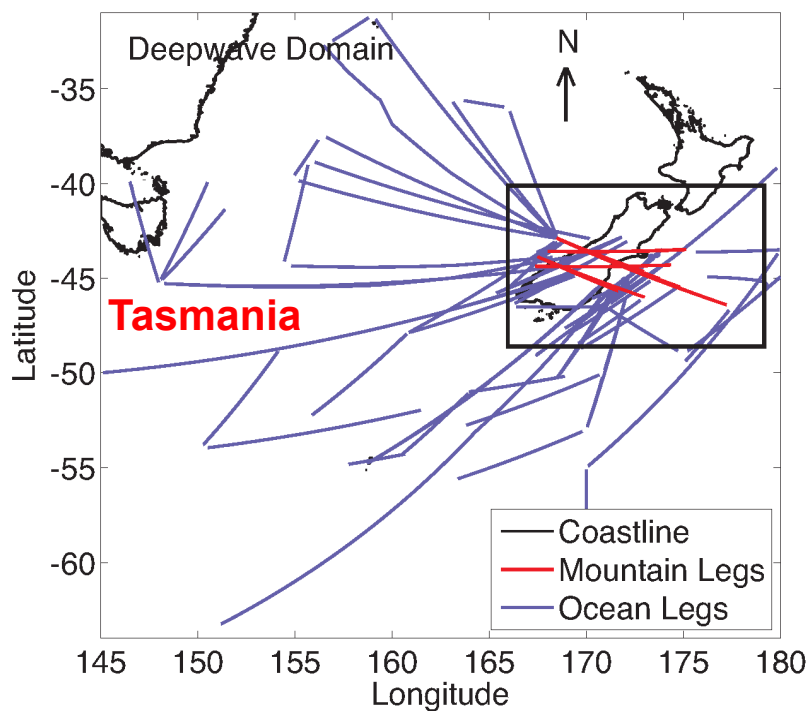 Deepwave Domain
N
-35
-40
-45
-50
-55
-60
Latitude
Tasmania
Coastline
Mountain Legs
Ocean Legs
145 150 155 160 165 170 175 180
Longitude